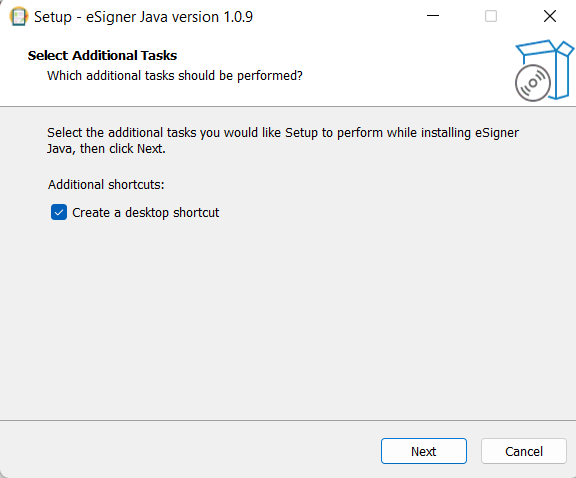 Setup - eSigner Java version 1.0.9
Select Additional Tasks
Which additional tasks should be performed?
Select the additional tasks you would like Setup to perform while installing eSigner
Java, then click Next.
Additional shortcuts:
Create a desktop shortcut
Next
Cancel